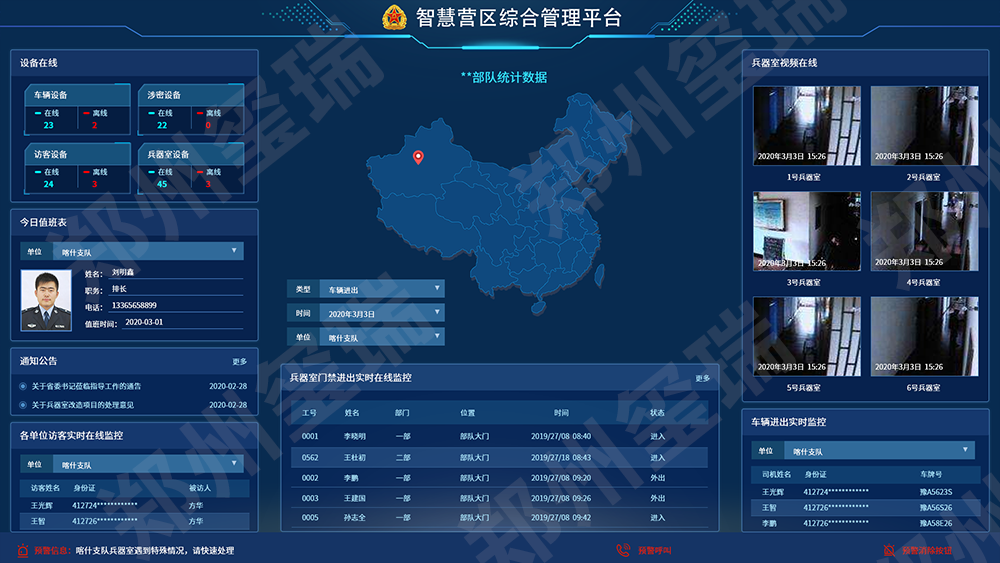 智慧营区综合管理平台
设备在线
车辆设备
在线 离线
23 2
涉密设备
在线 离线
22 0
访客设备
在线 离线
24 3
兵器室设备
在线 离线
45 3
今日值班表
单位 喀什支队
姓名： 刘明鑫
职务： 排长
电话： 13365658899
值班时间： 2020-03-01
通知公告 更多
关于省委书记莅临指导工作的通告 2020-02-28
关于兵器室改造项目的处理意见 2020-02-28
各单位访客实时在线监控
单位 喀什支队
访客姓名 身份证 被访人
王光辉 412724************ 方华
王智 412726************ 方华
**部队统计数据
类型 车辆进出
时间 2020年3月3日
单位 喀什支队
兵器室门禁进出实时在线监控 更多
工号 姓名 部门 位置 时间 状态
0001 李晓明 一部 部队大门 2019/27/08 08:40 进入
0562 王杜初 二部 部队大门 2019/27/18 08:43 进入
0002 李鹏 一部 部队大门 2019/27/08 09:20 外出
0003 王建国 一部 部队大门 2019/27/08 09:26 外出
0005 孙志全 一部 部队大门 2019/27/08 09:42 进入
兵器室视频在线
2020年3月3日 15:26
1号兵器室
2020年3月3日 15:26
2号兵器室
2020年3月3日 15:26
3号兵器室
2020年3月3日 15:26
4号兵器室
2020年3月3日 15:26
5号兵器室
2020年3月3日 15:26
6号兵器室
车辆进出实时监控
单位 喀什支队
司机姓名 身份证 车牌号
王光辉 412724************ 豫A5623S
王智 412726************ 豫A56S26
李鹏 412726************ 豫A58E26
预警信息： 喀什支队兵器室遇到特殊情况，请快速处理
预警呼叫
预警消除按钮
郑州玺瑞
郑州玺瑞
郑州玺瑞
郑州玺瑞